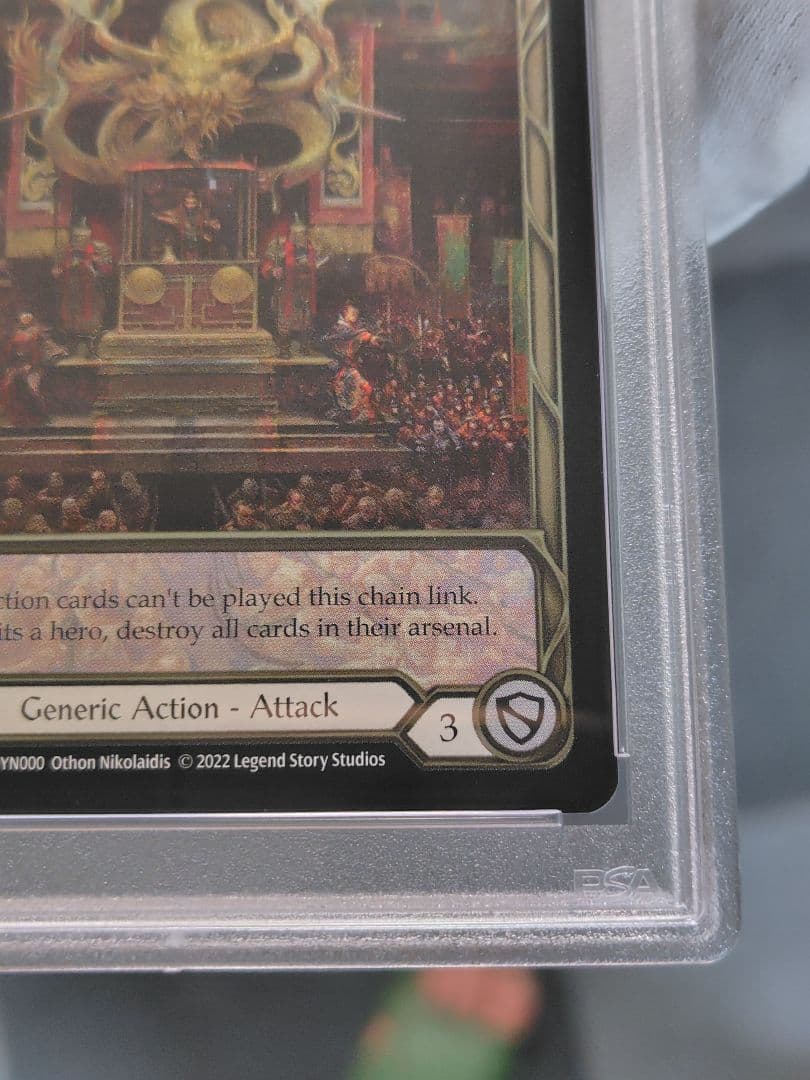 ction cards can't be played this chain link.
its a hero, destroy all cards in their arsenal.
Generic Action - Attack
3
YN000 Othon Nikolaidis © 2022 Legend Story Studios
PSA